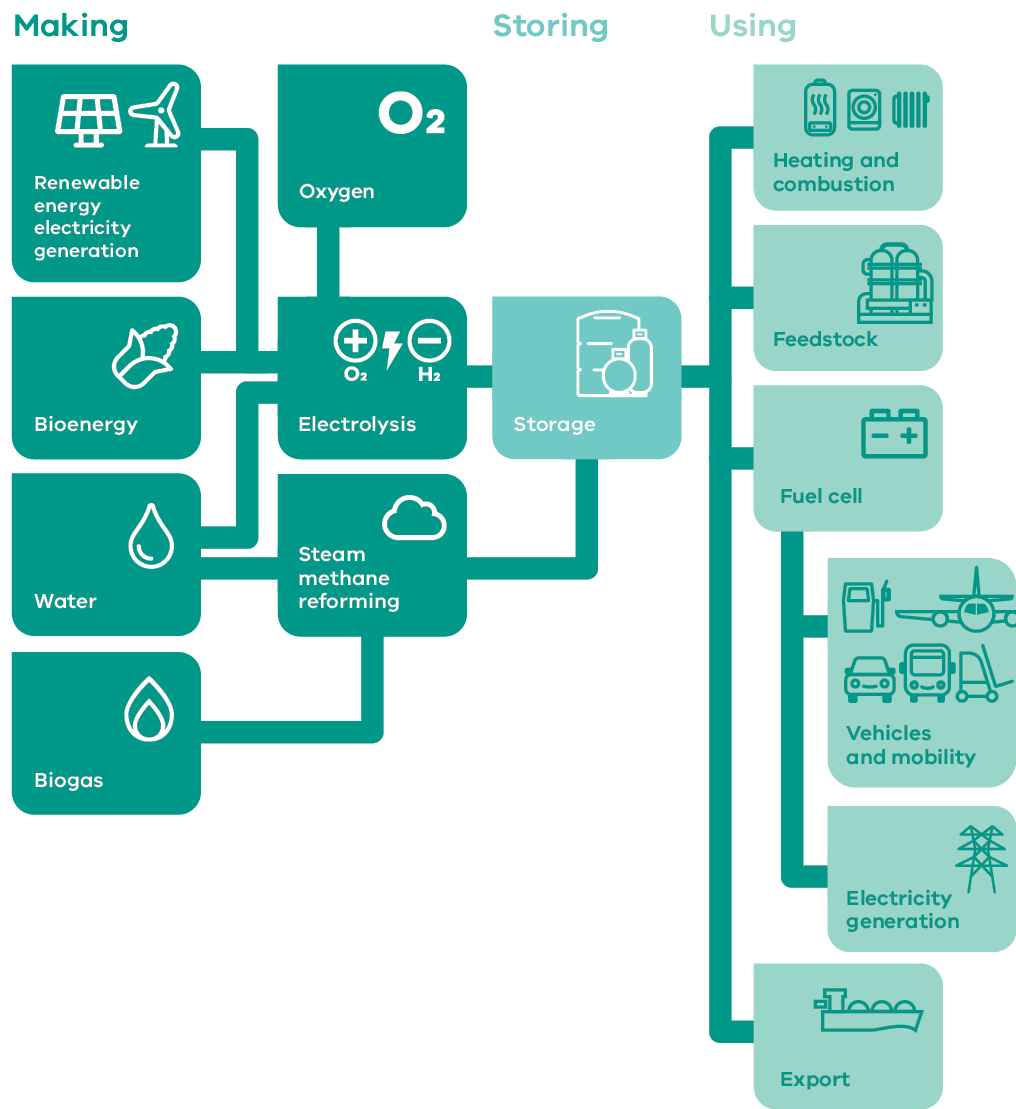 Making
Storing
Using
Renewable
energy
electricity
generation
O₂
Oxygen
Bioenergy
O₂
H₂
Electrolysis
Storage
Water
Steam
methane
reforming
Biogas
Heating and
combustion
Feedstock
Fuel cell
Vehicles
and mobility
Electricity
generation
Export